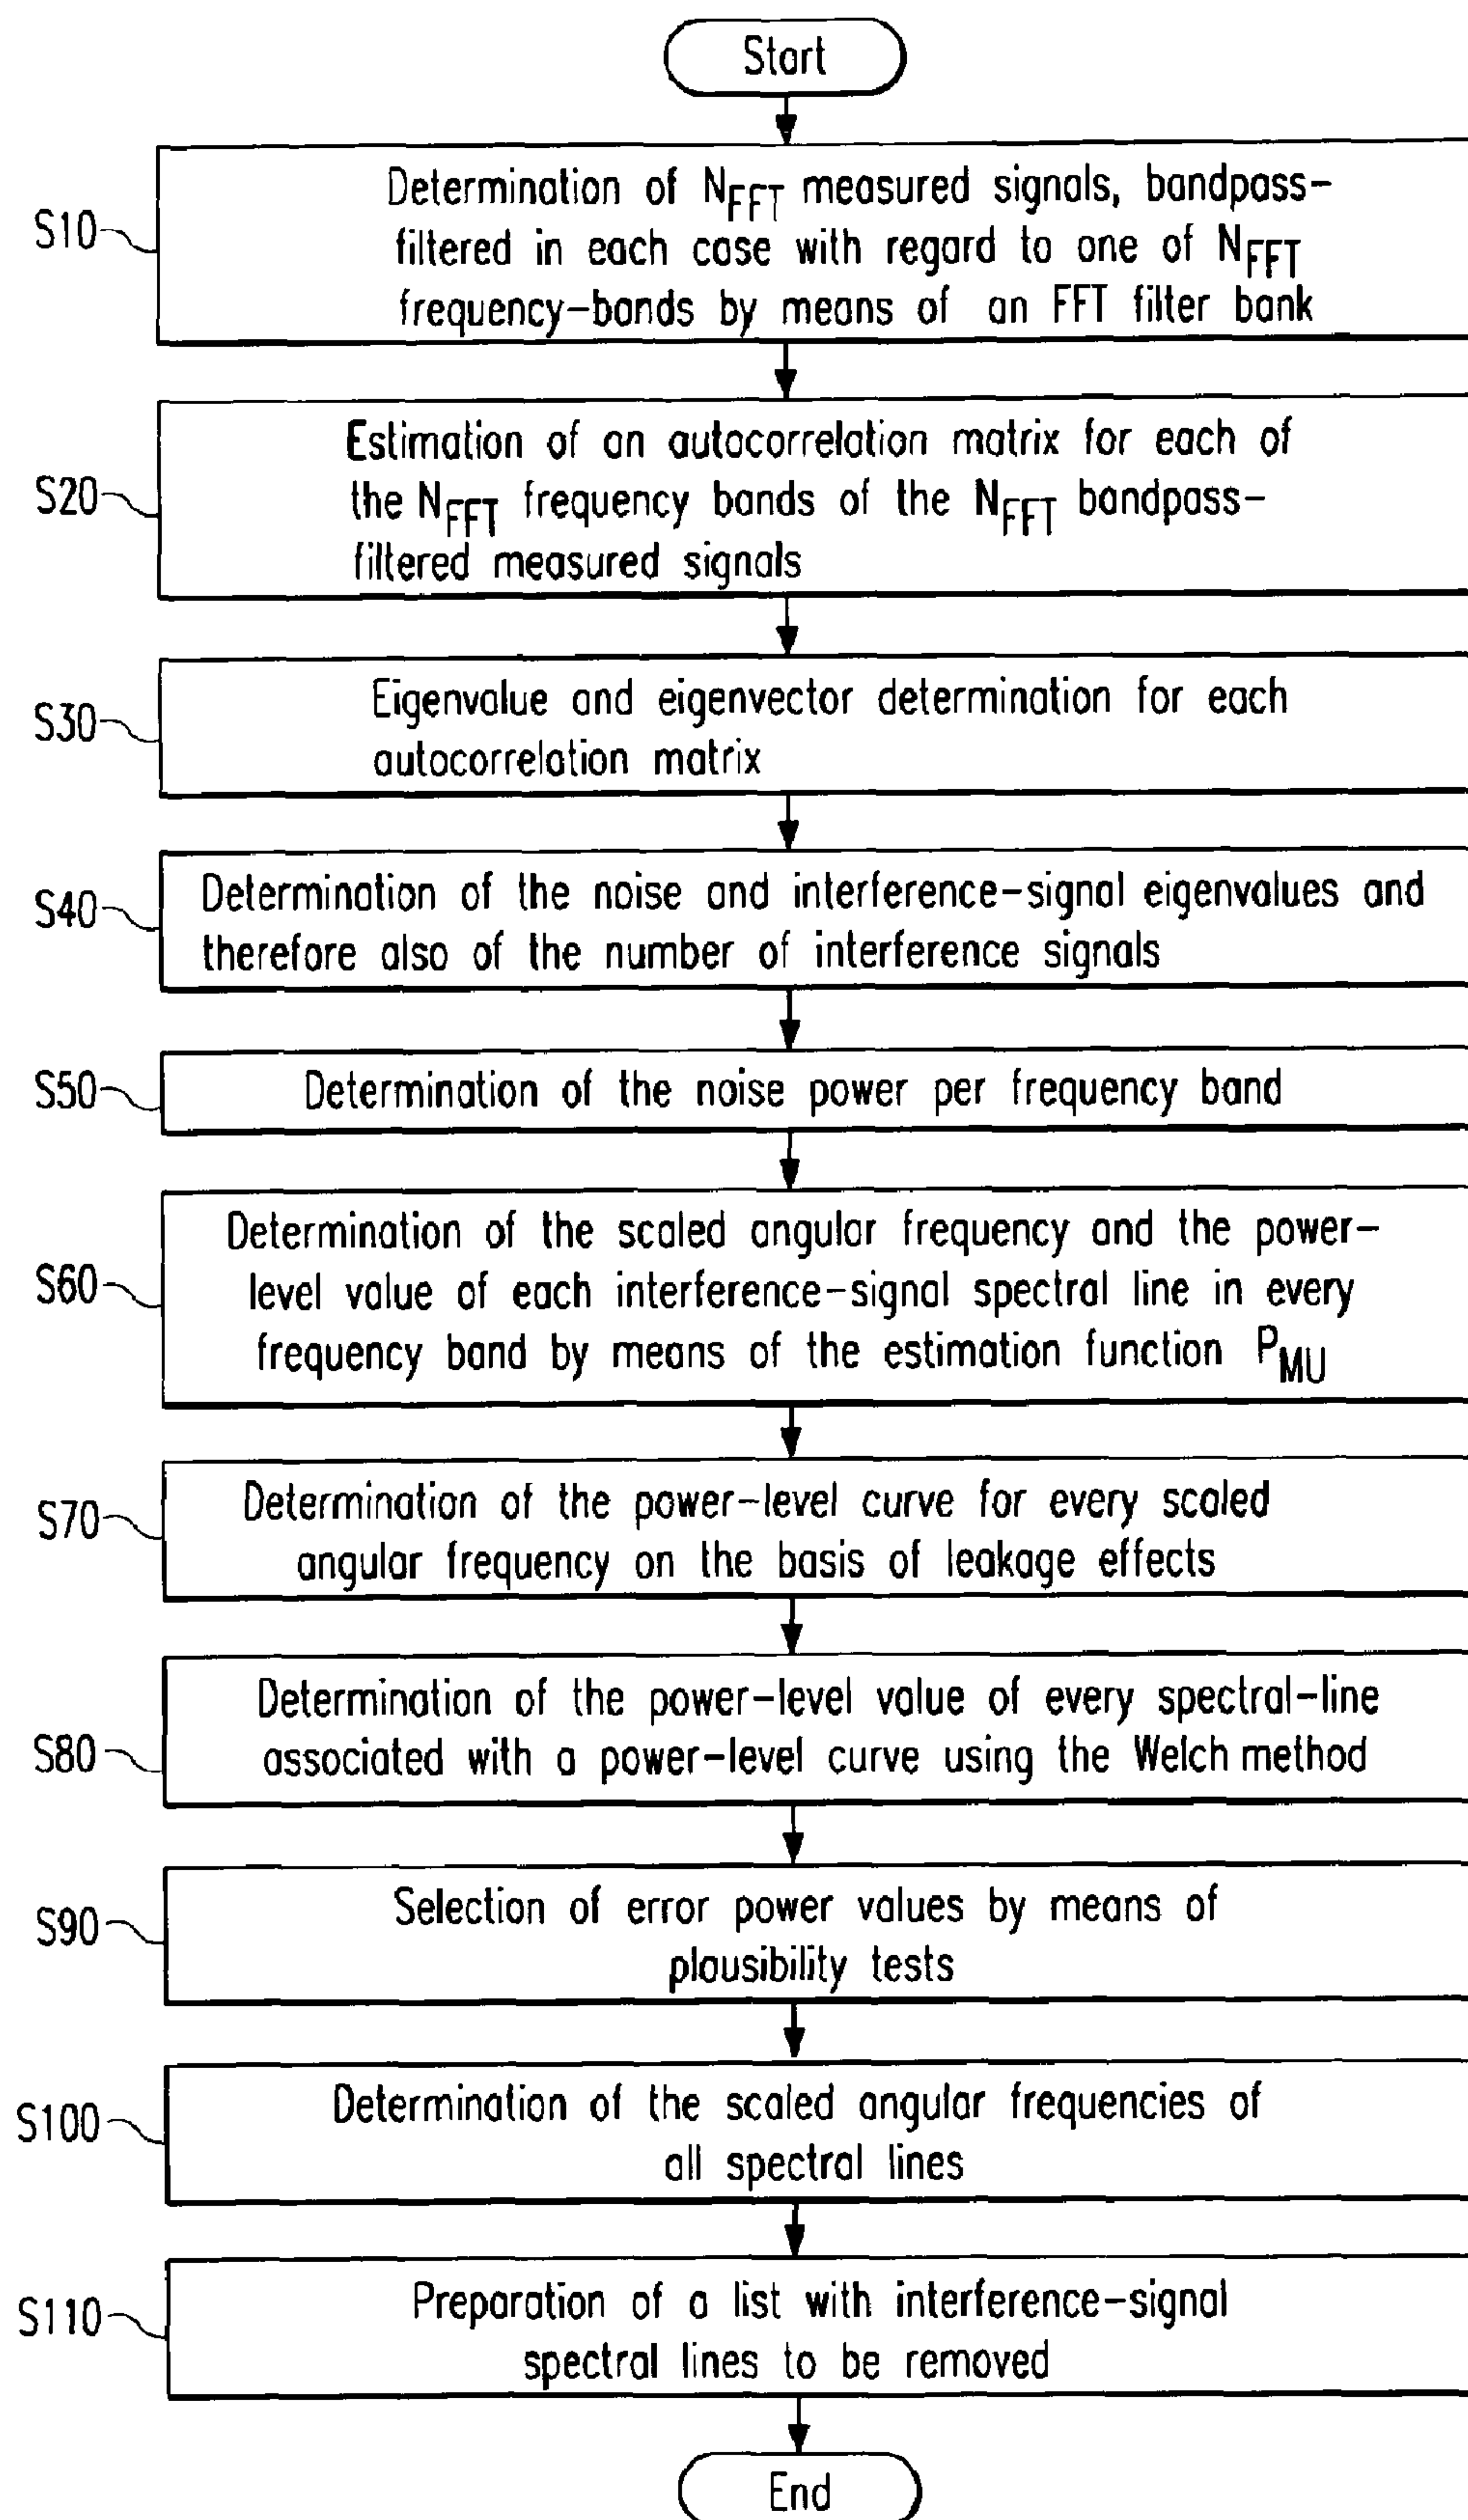 Start
Determination of N_FFT measured signals, bandpass-
filtered in each case with regard to one of N_FFT
frequency-bands by means of an FFT filter bank
S10
Estimation of an autocorrelation matrix for each of
the N_FFT frequency bands of the N_FFT bandpass-
filtered measured signals
S20
Eigenvalue and eigenvector determination for each
autocorrelation matrix
S30
Determination of the noise and interference-signal eigenvalues and
therefore also of the number of interference signals
S40
Determination of the noise power per frequency band
S50
Determination of the scaled angular frequency and the power-
level value of each interference-signal spectral line in every
frequency band by means of the estimation function P_MU
S60
Determination of the power-level curve for every scaled
angular frequency on the basis of leakage effects
S70
Determination of the power-level value of every spectral-line
associated with a power-level curve using the Welch method
S80
Selection of error power values by means of
plausibility tests
S90
Determination of the scaled angular frequencies of
all spectral lines
S100
Preparation of a list with interference-signal
spectral lines to be removed
S110
End